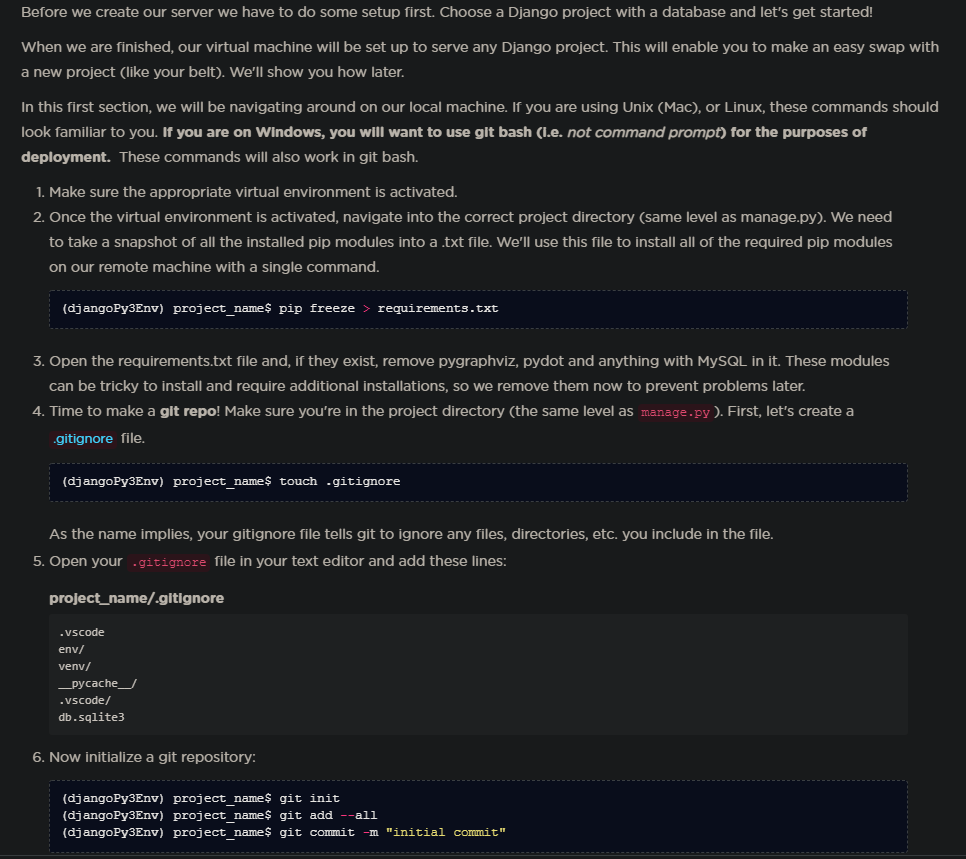 Before we create our server we have to do some setup first. Choose a Django project with a database and let's get started!
When we are finished, our virtual machine will be set up to serve any Django project. This will enable you to make an easy swap with
a new project (like your belt). We'll show you how later.
In this first section, we will be navigating around on our local machine. If you are using Unix (Mac), or Linux, these commands should
look familiar to you. If you are on Windows, you will want to use git bash (i.e. not command prompt) for the purposes of
deployment. These commands will also work in git bash.
1. Make sure the appropriate virtual environment is activated.
2. Once the virtual environment is activated, navigate into the correct project directory (same level as manage.py). We need
to take a snapshot of all the installed pip modules into a .txt file. We'll use this file to install all of the required pip modules
on our remote machine with a single command.
(djangoPy3Env) project_name$ pip freeze > requirements.txt
3. Open the requirements.txt file and, if they exist, remove pygraphviz, pydot and anything with MySQL in it. These modules
can be tricky to install and require additional installations, so we remove them now to prevent problems later.
4. Time to make a git repo! Make sure you're in the project directory (the same level as manage.py ). First, let's create a
.gitignore file.
(djangoPy3Env) project_name$ touch .gitignore
As the name implies, your gitignore file tells git to ignore any files, directories, etc. you include in the file.
5. Open your .gitignore file in your text editor and add these lines:
project_name/.gitignore
.vscode
env/
venv/
__pycache__/
.vscode/
db.sqlite3
6. Now initialize a git repository:
(djangoPy3Env) project_name$ git init
(djangoPy3Env) project_name$ git add --all
(djangoPy3Env) project_name$ git commit -m "initial commit"